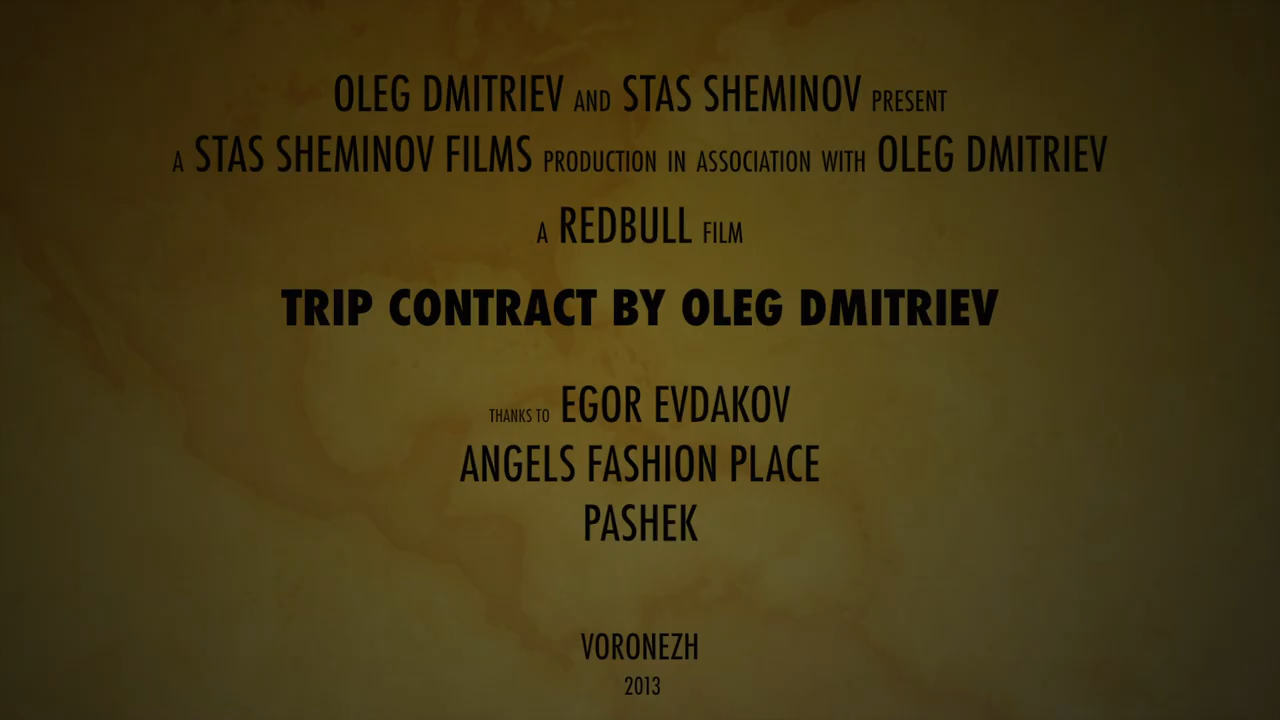 OLEG DMITRIEV AND STAS SHEMINOV PRESENT
A STAS SHEMINOV FILMS PRODUCTION IN ASSOCIATION WITH OLEG DMITRIEV
A REDBULL FILM
TRIP CONTRACT BY OLEG DMITRIEV
THANKS TO EGOR EVDAKOV
ANGELS FASHION PLACE
PASHEK
VORONEZH
2013